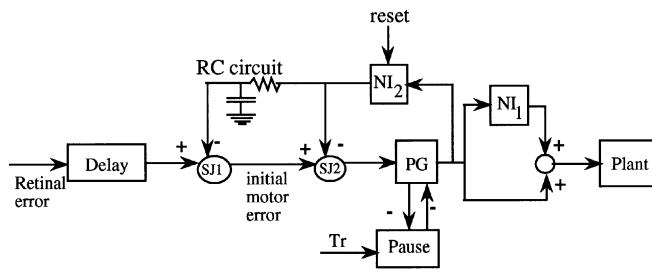 reset
RC circuit
NI2
NI1
+
-
+
-
+
+
Delay
SJ1
SJ2
PG
Plant
Retinal
error
initial
motor
error
-
-
Tr
Pause